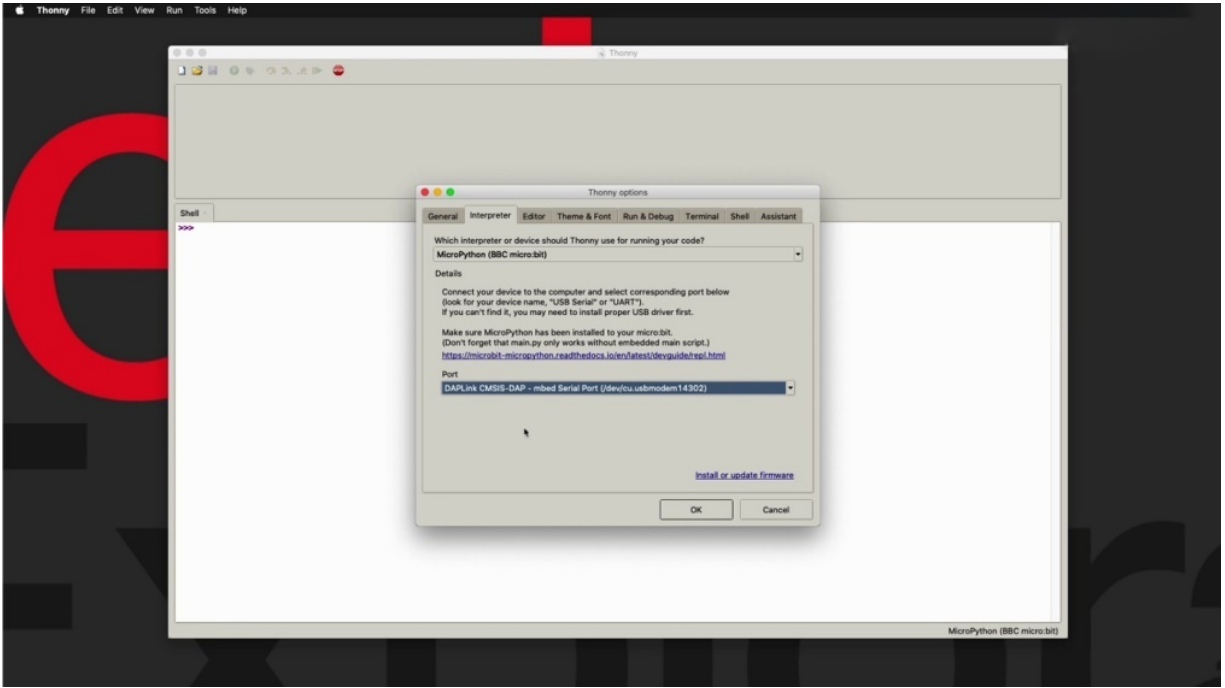 Thonny File Edit View Run Tools Help
Thonny
Shell
>>>
Thonny options
General Interpreter Editor Theme & Font Run & Debug Terminal Shell Assistant
Which interpreter or device should Thonny use for running your code?
MicroPython (BBC micro:bit)
Details
Connect your device to the computer and select corresponding port below
(look for your device name, "USB Serial" or "UART").
If you can't find it, you may need to install proper USB driver first.
Make sure MicroPython has been installed to your micro:bit.
(Don't forget that main.py only works without embedded main script.)
https://microbit-micropython.readthedocs.io/en/latest/devguide/repl.html
Port
DAPLink CMSIS-DAP - mbed Serial Port (/dev/cu.usbmodem14302)
Install or update firmware
OK Cancel
MicroPython (BBC micro:bit)